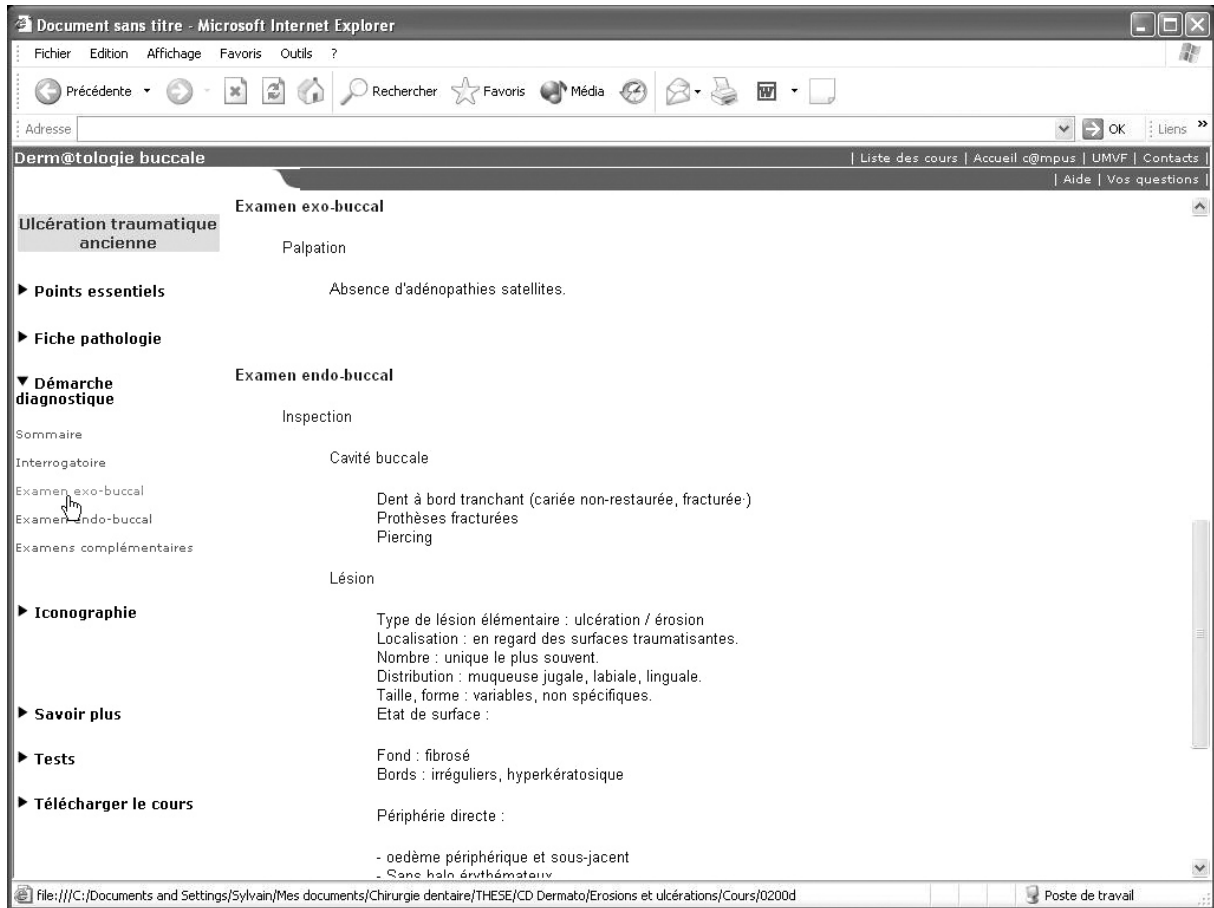 Document sans titre - Microsoft Internet Explorer
Fichier Edition Affichage Favoris Outils ?
Précédente Rechercher Favoris Média
Adresse OK Liens »
Derm@tologie buccale | Liste des cours | Accueil c@mpus | UMVF | Contacts |
| Aide | Vos questions |
Ulcération traumatique
ancienne
▶ Points essentiels
▶ Fiche pathologie
▼ Démarche
diagnostique
Sommaire
Interrogatoire
Examen exo-buccal
Examen endo-buccal
Examens complémentaires
▶ Iconographie
▶ Savoir plus
▶ Tests
▶ Télécharger le cours
Examen exo-buccal
Palpation
Absence d'adénopathies satellites.
Examen endo-buccal
Inspection
Cavité buccale
Dent à bord tranchant (cariée non-restaurée, fracturée·)
Prothèses fracturées
Piercing
Lésion
Type de lésion élémentaire : ulcération / érosion
Localisation : en regard des surfaces traumatisantes.
Nombre : unique le plus souvent.
Distribution : muqueuse jugale, labiale, linguale.
Taille, forme : variables, non spécifiques.
Etat de surface :
Fond : fibrosé
Bords : irréguliers, hyperkératosique
Périphérie directe :
- oedème périphérique et sous-jacent
- Sans halo érythémateux
file:///C:/Documents and Settings/Sylvain/Mes documents/Chirurgie dentaire/THESE/CD Dermato/Erosions et ulcérations/Cours/0200d Poste de travail